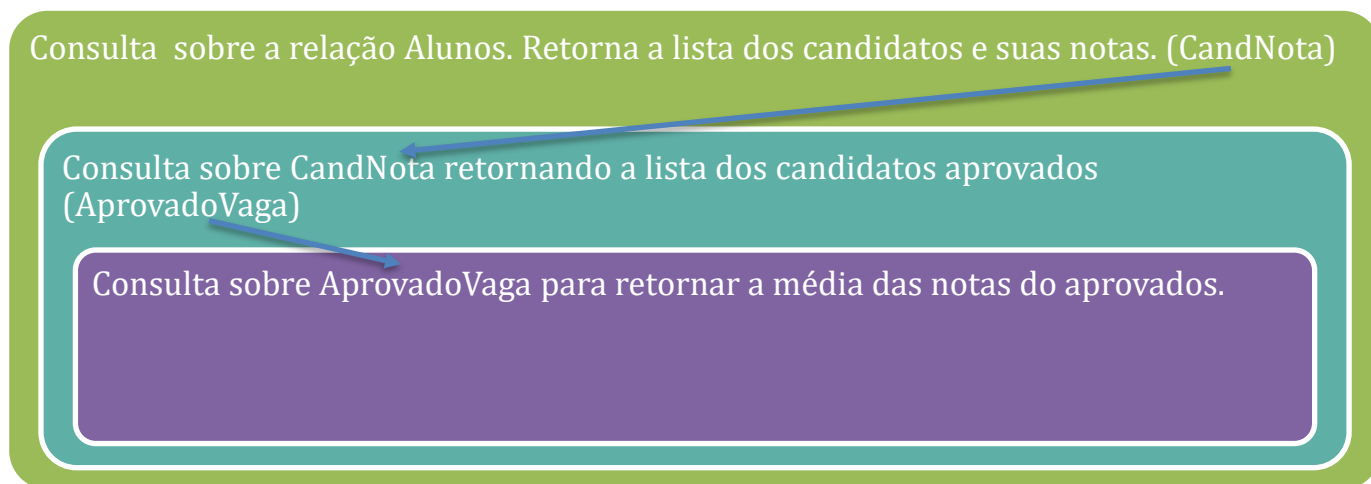 Consulta  sobre a relação Alunos. Retorna a lista dos candidatos e suas notas. (CandNota)
Consulta sobre CandNota retornando a lista dos candidatos aprovados
(AprovadoVaga)
Consulta sobre AprovadoVaga para retornar a média das notas do aprovados.